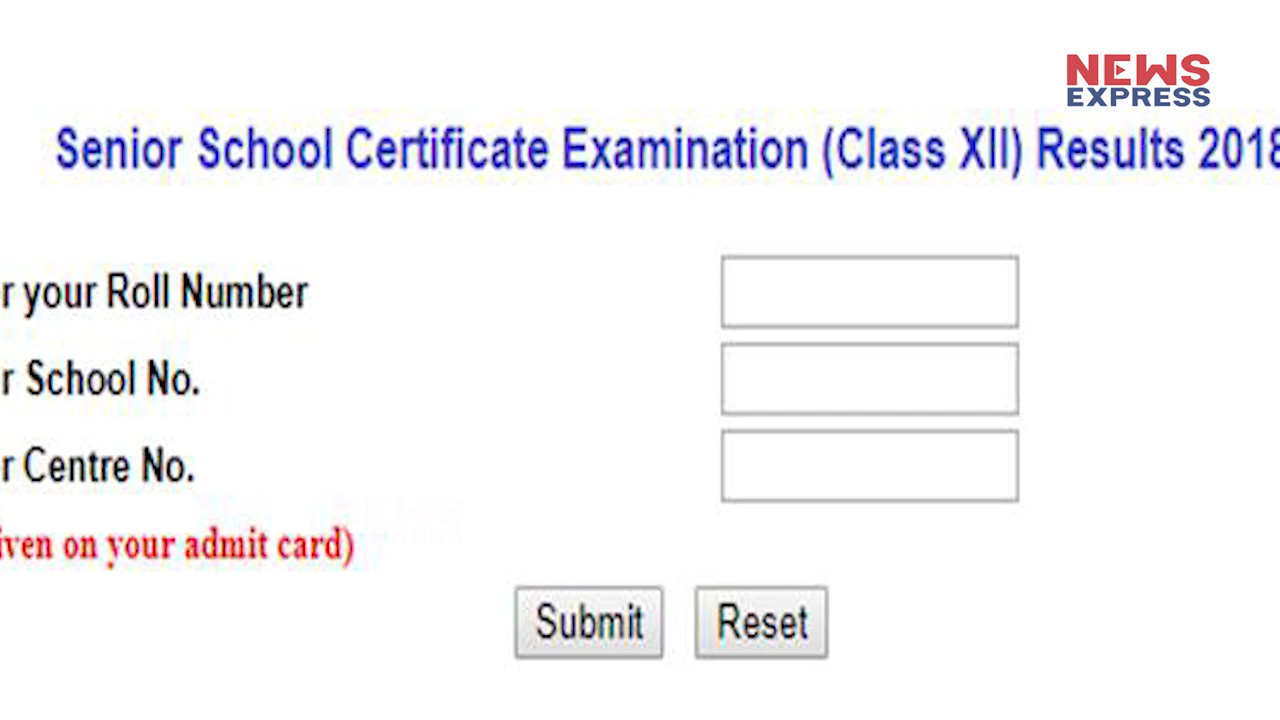 NEWS
EXPRESS
Senior School Certificate Examination (Class XII) Results 2018
r your Roll Number
r School No.
r Centre No.
iven on your admit card)
Submit Reset